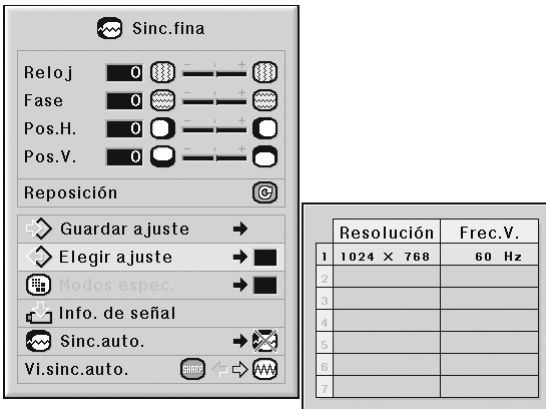 Sinc.fina
Reloj 0 - +
Fase 0 - +
Pos.H. 0 - +
Pos.V. 0 - +
Reposición
Guardar ajuste
Elegir ajuste
Modos espec.
Info. de señal
Sinc.auto.
Vi.sinc.auto. SHARP
Resolución Frec.V.
1 1024 × 768 60 Hz
2
3
4
5
6
7